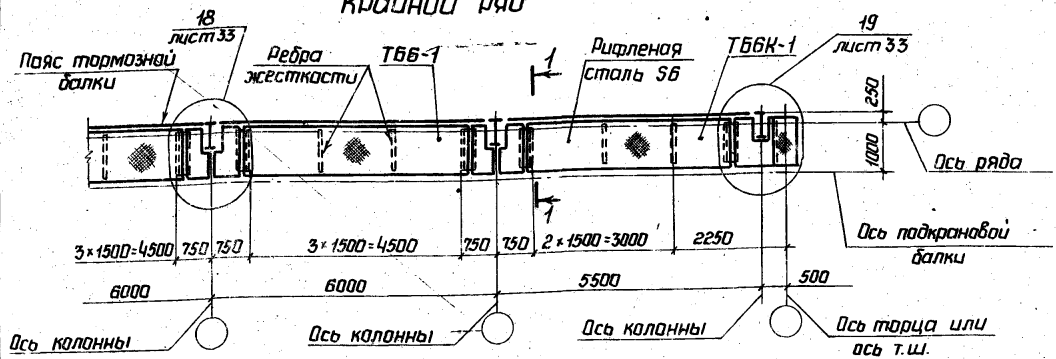 Крайний ряд
18
лист 33
19
лист 33
Пояс тормозной
балки
Ребра
жесткости
ТБ6-1
1
Рифленая
сталь S6
ТБ6К-1
250
1000
Ось ряда
1
Ось подкрановой
балки
3×1500=4500
750
750
3×1500=4500
750
750
2×1500=3000
2250
6000
6000
5500
500
Ось колонны
Ось колонны
Ось колонны
Ось торца или
ось т.ш.